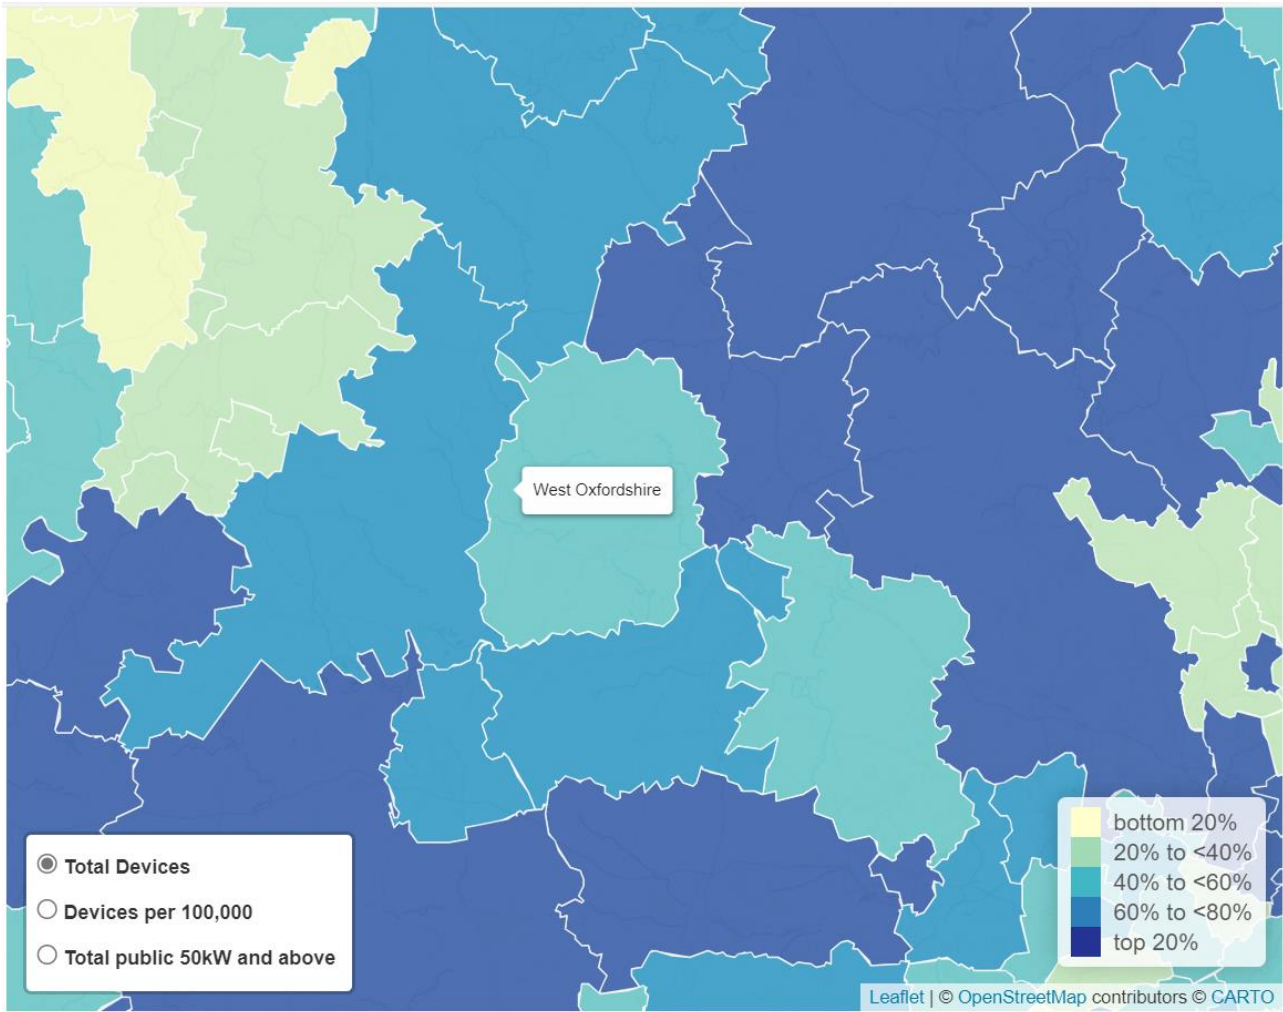 West Oxfordshire
Total Devices
Devices per 100,000
Total public 50kW and above
bottom 20%
20% to <40%
40% to <60%
60% to <80%
top 20%
Leaflet | © OpenStreetMap contributors © CARTO